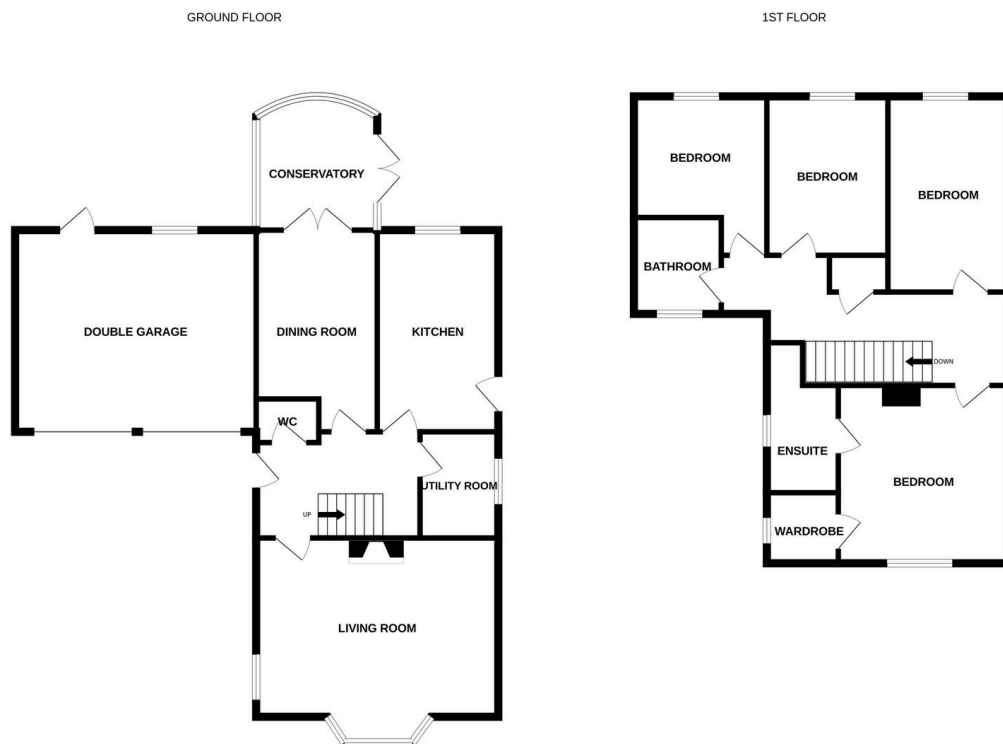 GROUND FLOOR
CONSERVATORY
DOUBLE GARAGE
DINING ROOM
KITCHEN
WC
UTILITY ROOM
UP
LIVING ROOM
1ST FLOOR
BEDROOM
BEDROOM
BEDROOM
BATHROOM
DOWN
ENSUITE
BEDROOM
WARDROBE